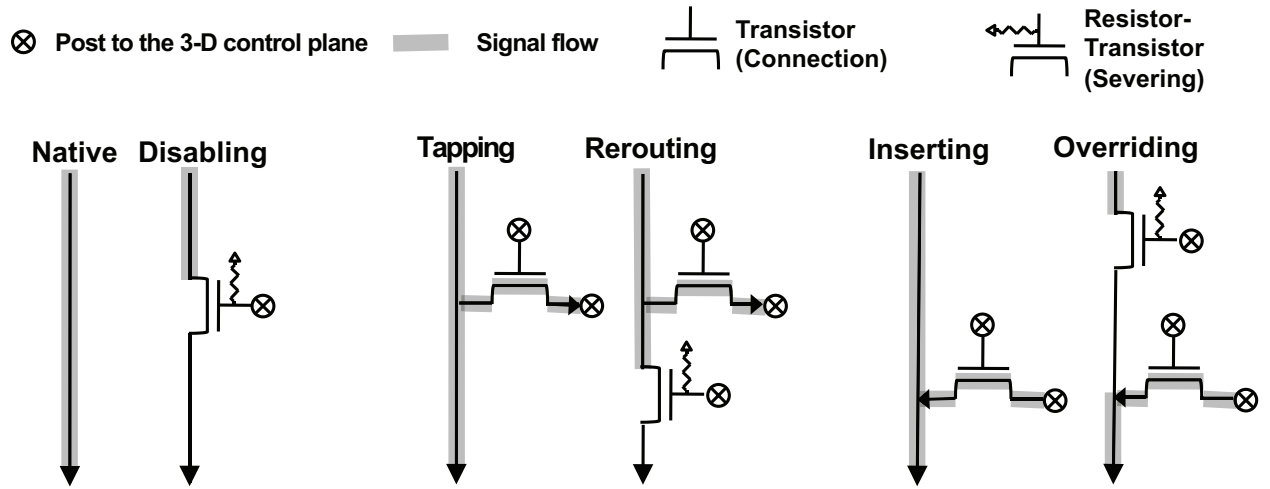 Post to the 3-D control plane
Signal flow
Transistor
(Connection)
Resistor-
Transistor
(Severing)
Native
Disabling
Tapping
Rerouting
Inserting
Overriding